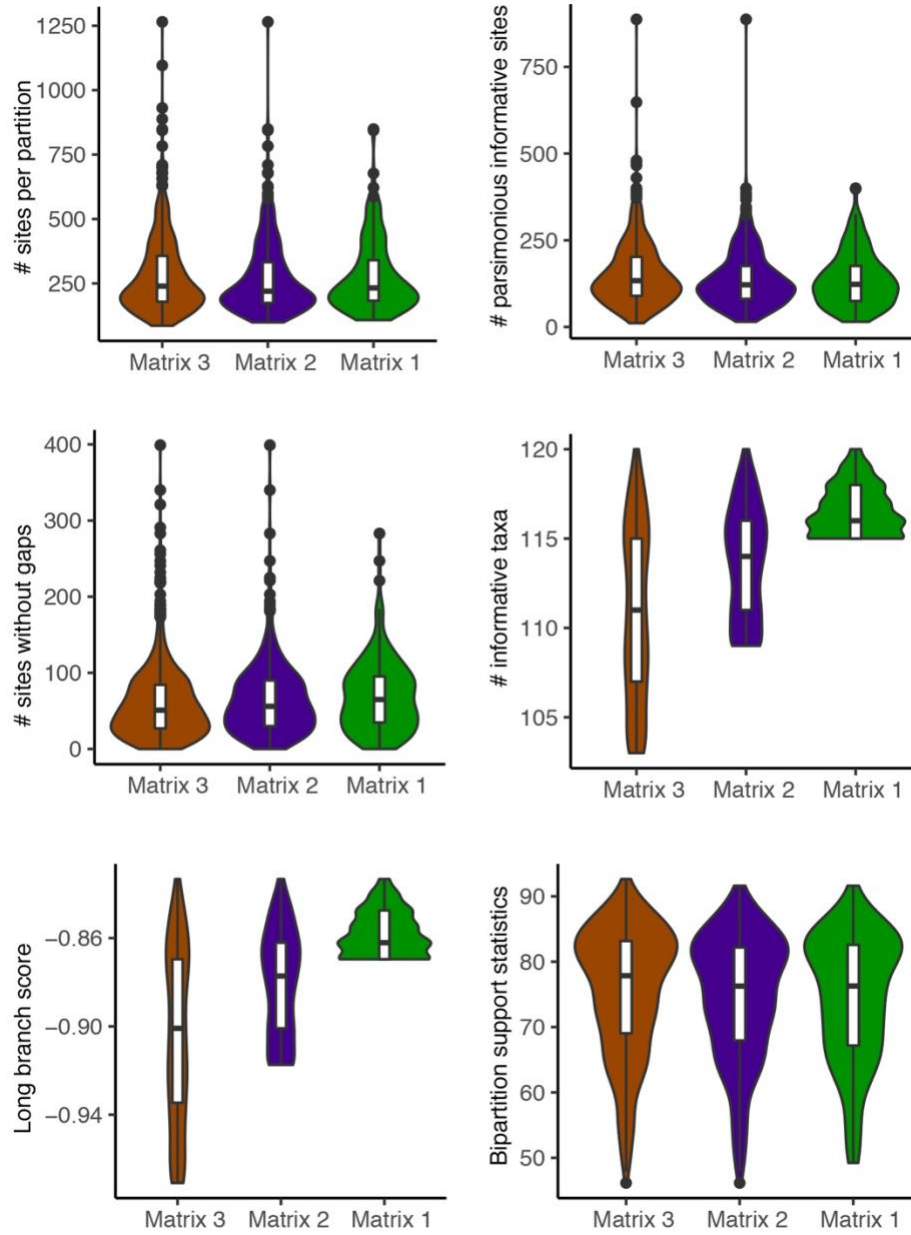 # sites per partition
1250
1000
750
500
250
Matrix 3 Matrix 2 Matrix 1
# parsimonious informative sites
750
500
250
0
Matrix 3 Matrix 2 Matrix 1
# sites without gaps
400
300
200
100
0
Matrix 3 Matrix 2 Matrix 1
# informative taxa
120
115
110
105
Matrix 3 Matrix 2 Matrix 1
Long branch score
−0.86
−0.90
−0.94
Matrix 3 Matrix 2 Matrix 1
Bipartition support statistics
90
80
70
60
50
Matrix 3 Matrix 2 Matrix 1